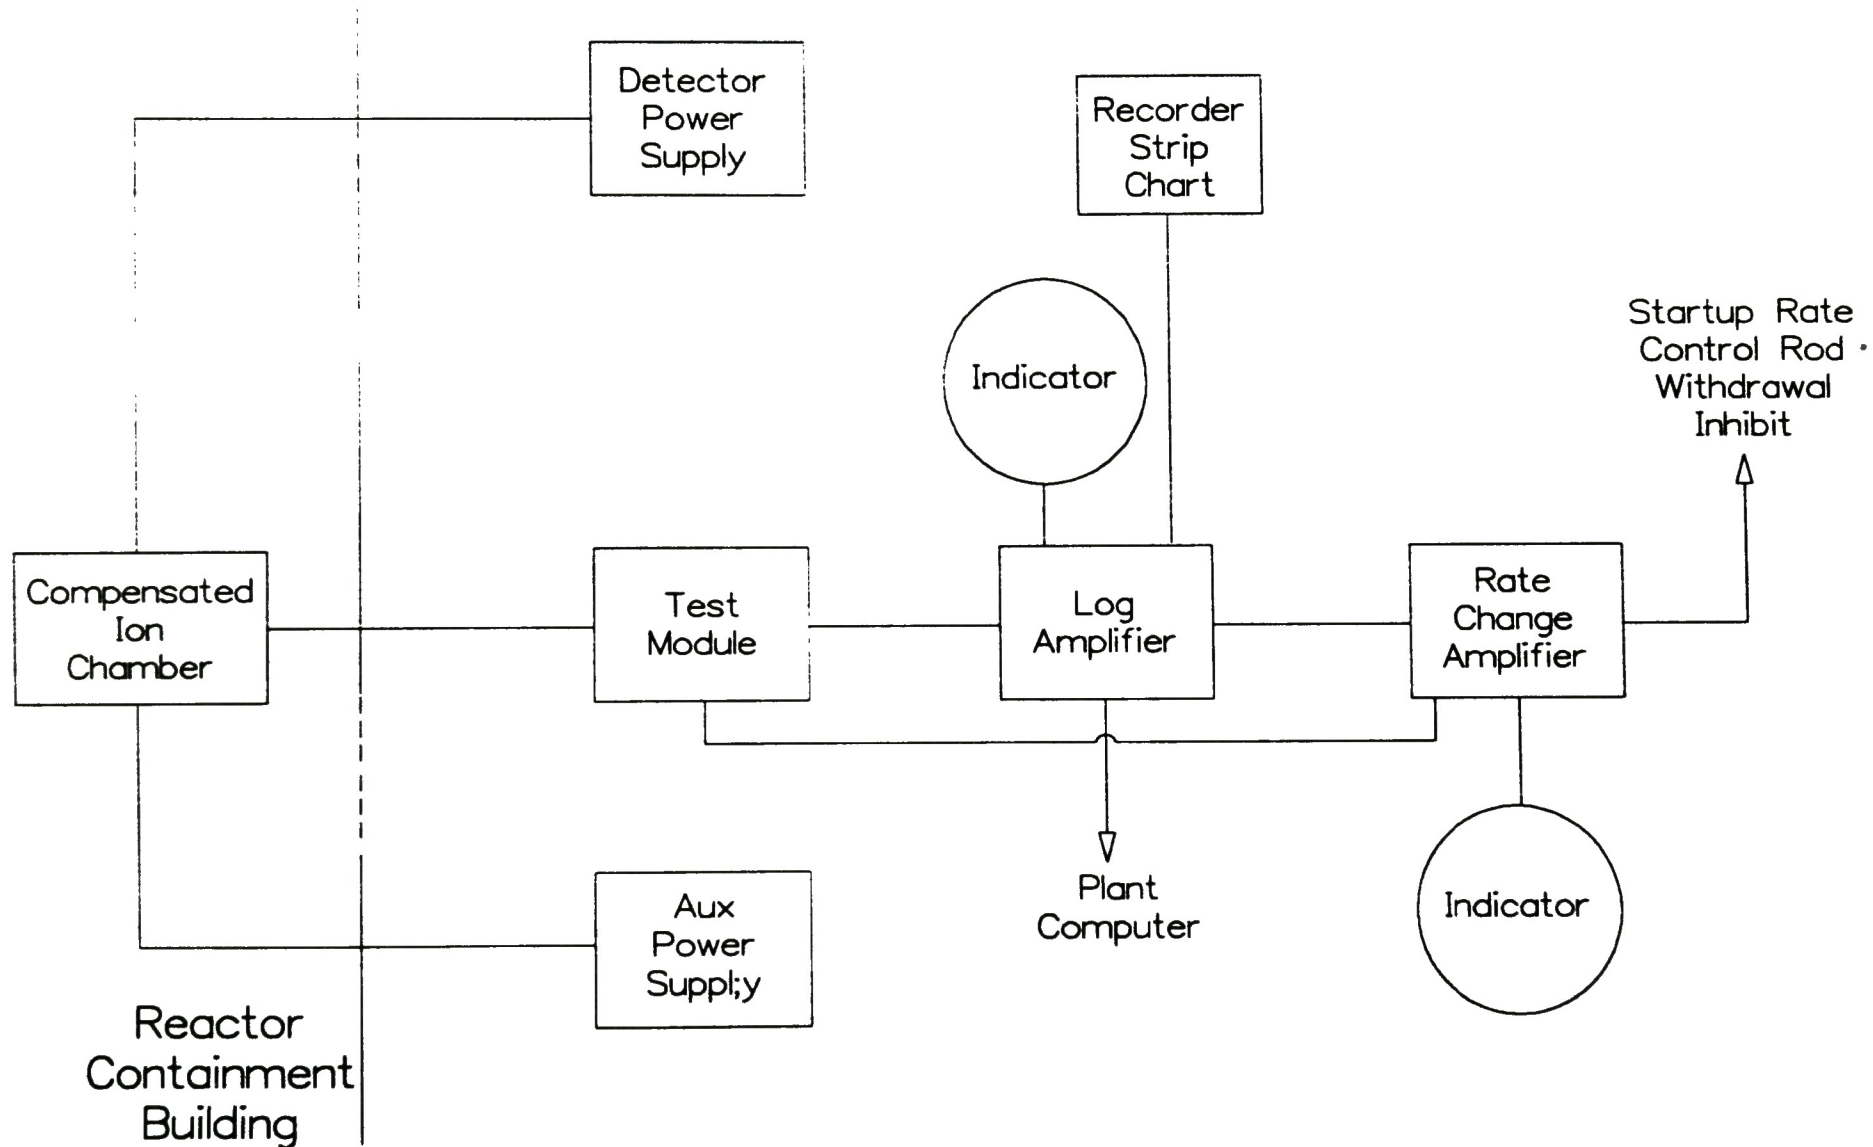 Detector
Power
Supply
Recorder
Strip
Chart
Indicator
Startup Rate
Control Rod
Withdrawal
Inhibit
Compensated
Ion
Chamber
Test
Module
Log
Amplifier
Rate
Change
Amplifier
Aux
Power
Suppl;y
Plant
Computer
Indicator
Reactor
Containment
Building